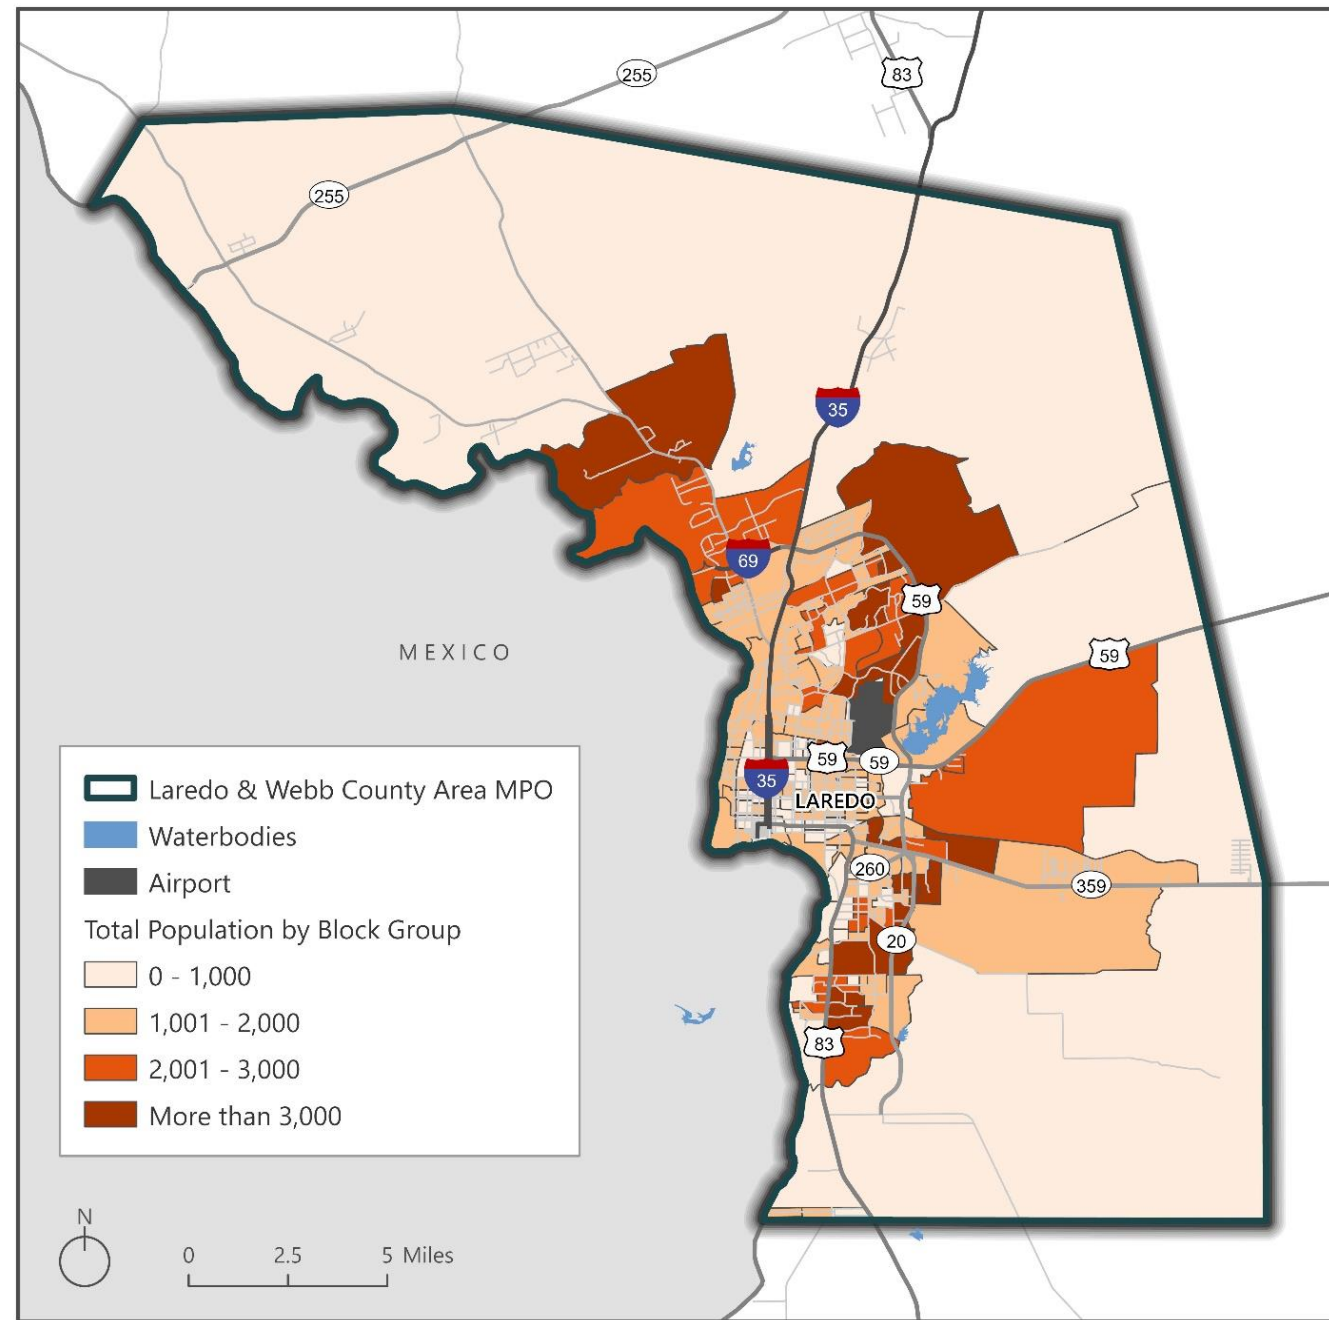 255
83
255
35
69
59
59
MEXICO
59
59
35
LAREDO
260
359
20
83
Laredo & Webb County Area MPO
Waterbodies
Airport
Total Population by Block Group
0 - 1,000
1,001 - 2,000
2,001 - 3,000
More than 3,000
N
0 2.5 5 Miles